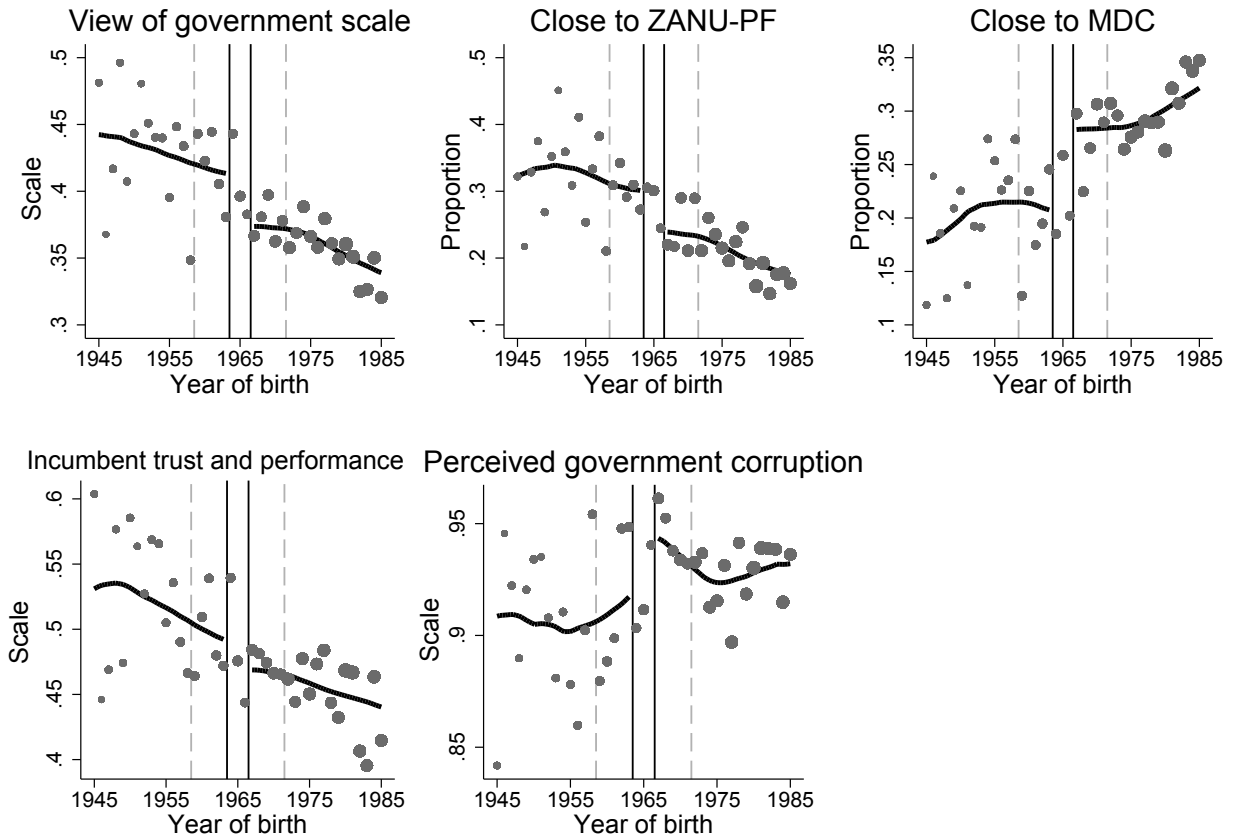 View of government scale
Scale
.5
.45
.4
.35
.3
1945 1955 1965 1975 1985
Year of birth
Close to ZANU-PF
Proportion
.5
.4
.3
.2
.1
1945 1955 1965 1975 1985
Year of birth
Close to MDC
Proportion
.35
.3
.25
.2
.15
.1
1945 1955 1965 1975 1985
Year of birth
Incumbent trust and performance
Scale
.6
.55
.5
.45
.4
1945 1955 1965 1975 1985
Year of birth
Perceived government corruption
Scale
.95
.9
.85
1945 1955 1965 1975 1985
Year of birth